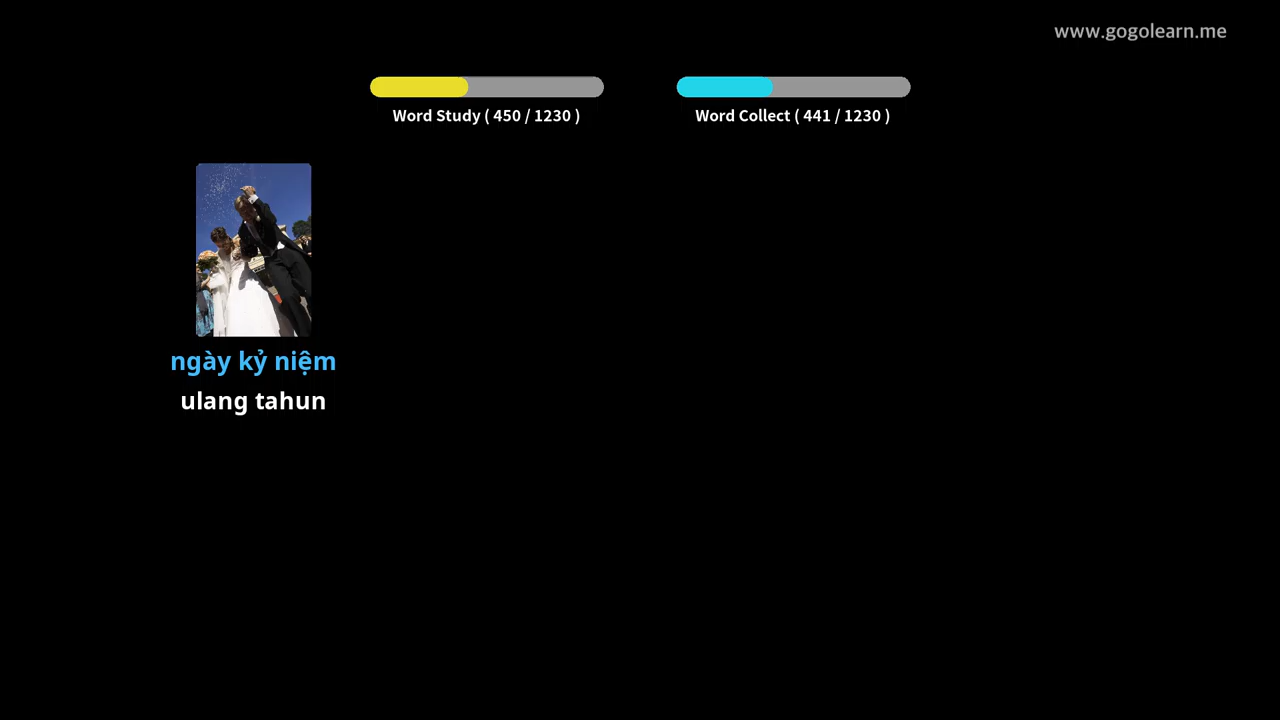 www.gogolearn.me
Word Study ( 450 / 1230 )
Word Collect ( 441 / 1230 )
ngày kỷ niệm
ulang tahun